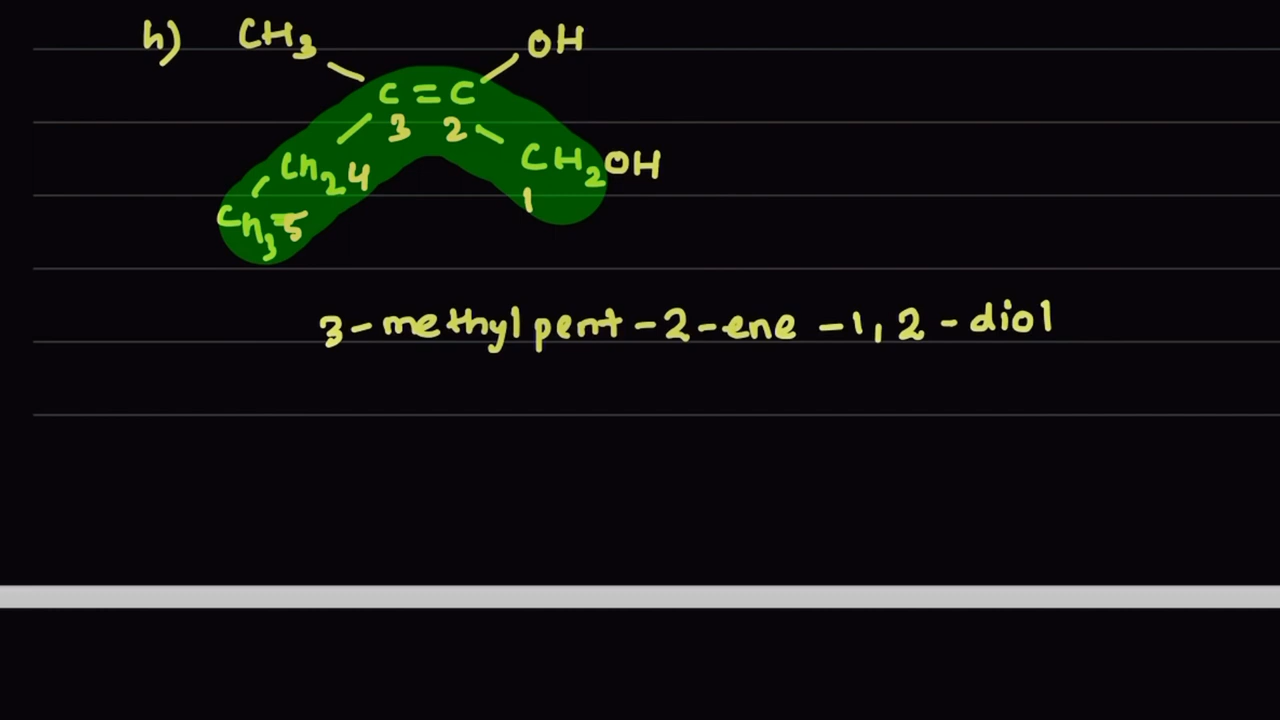 h) CH3 OH
C = C
3 2
CH2 4 CH2OH
CH3 5 1
3-methylpent-2-ene-1,2-diol